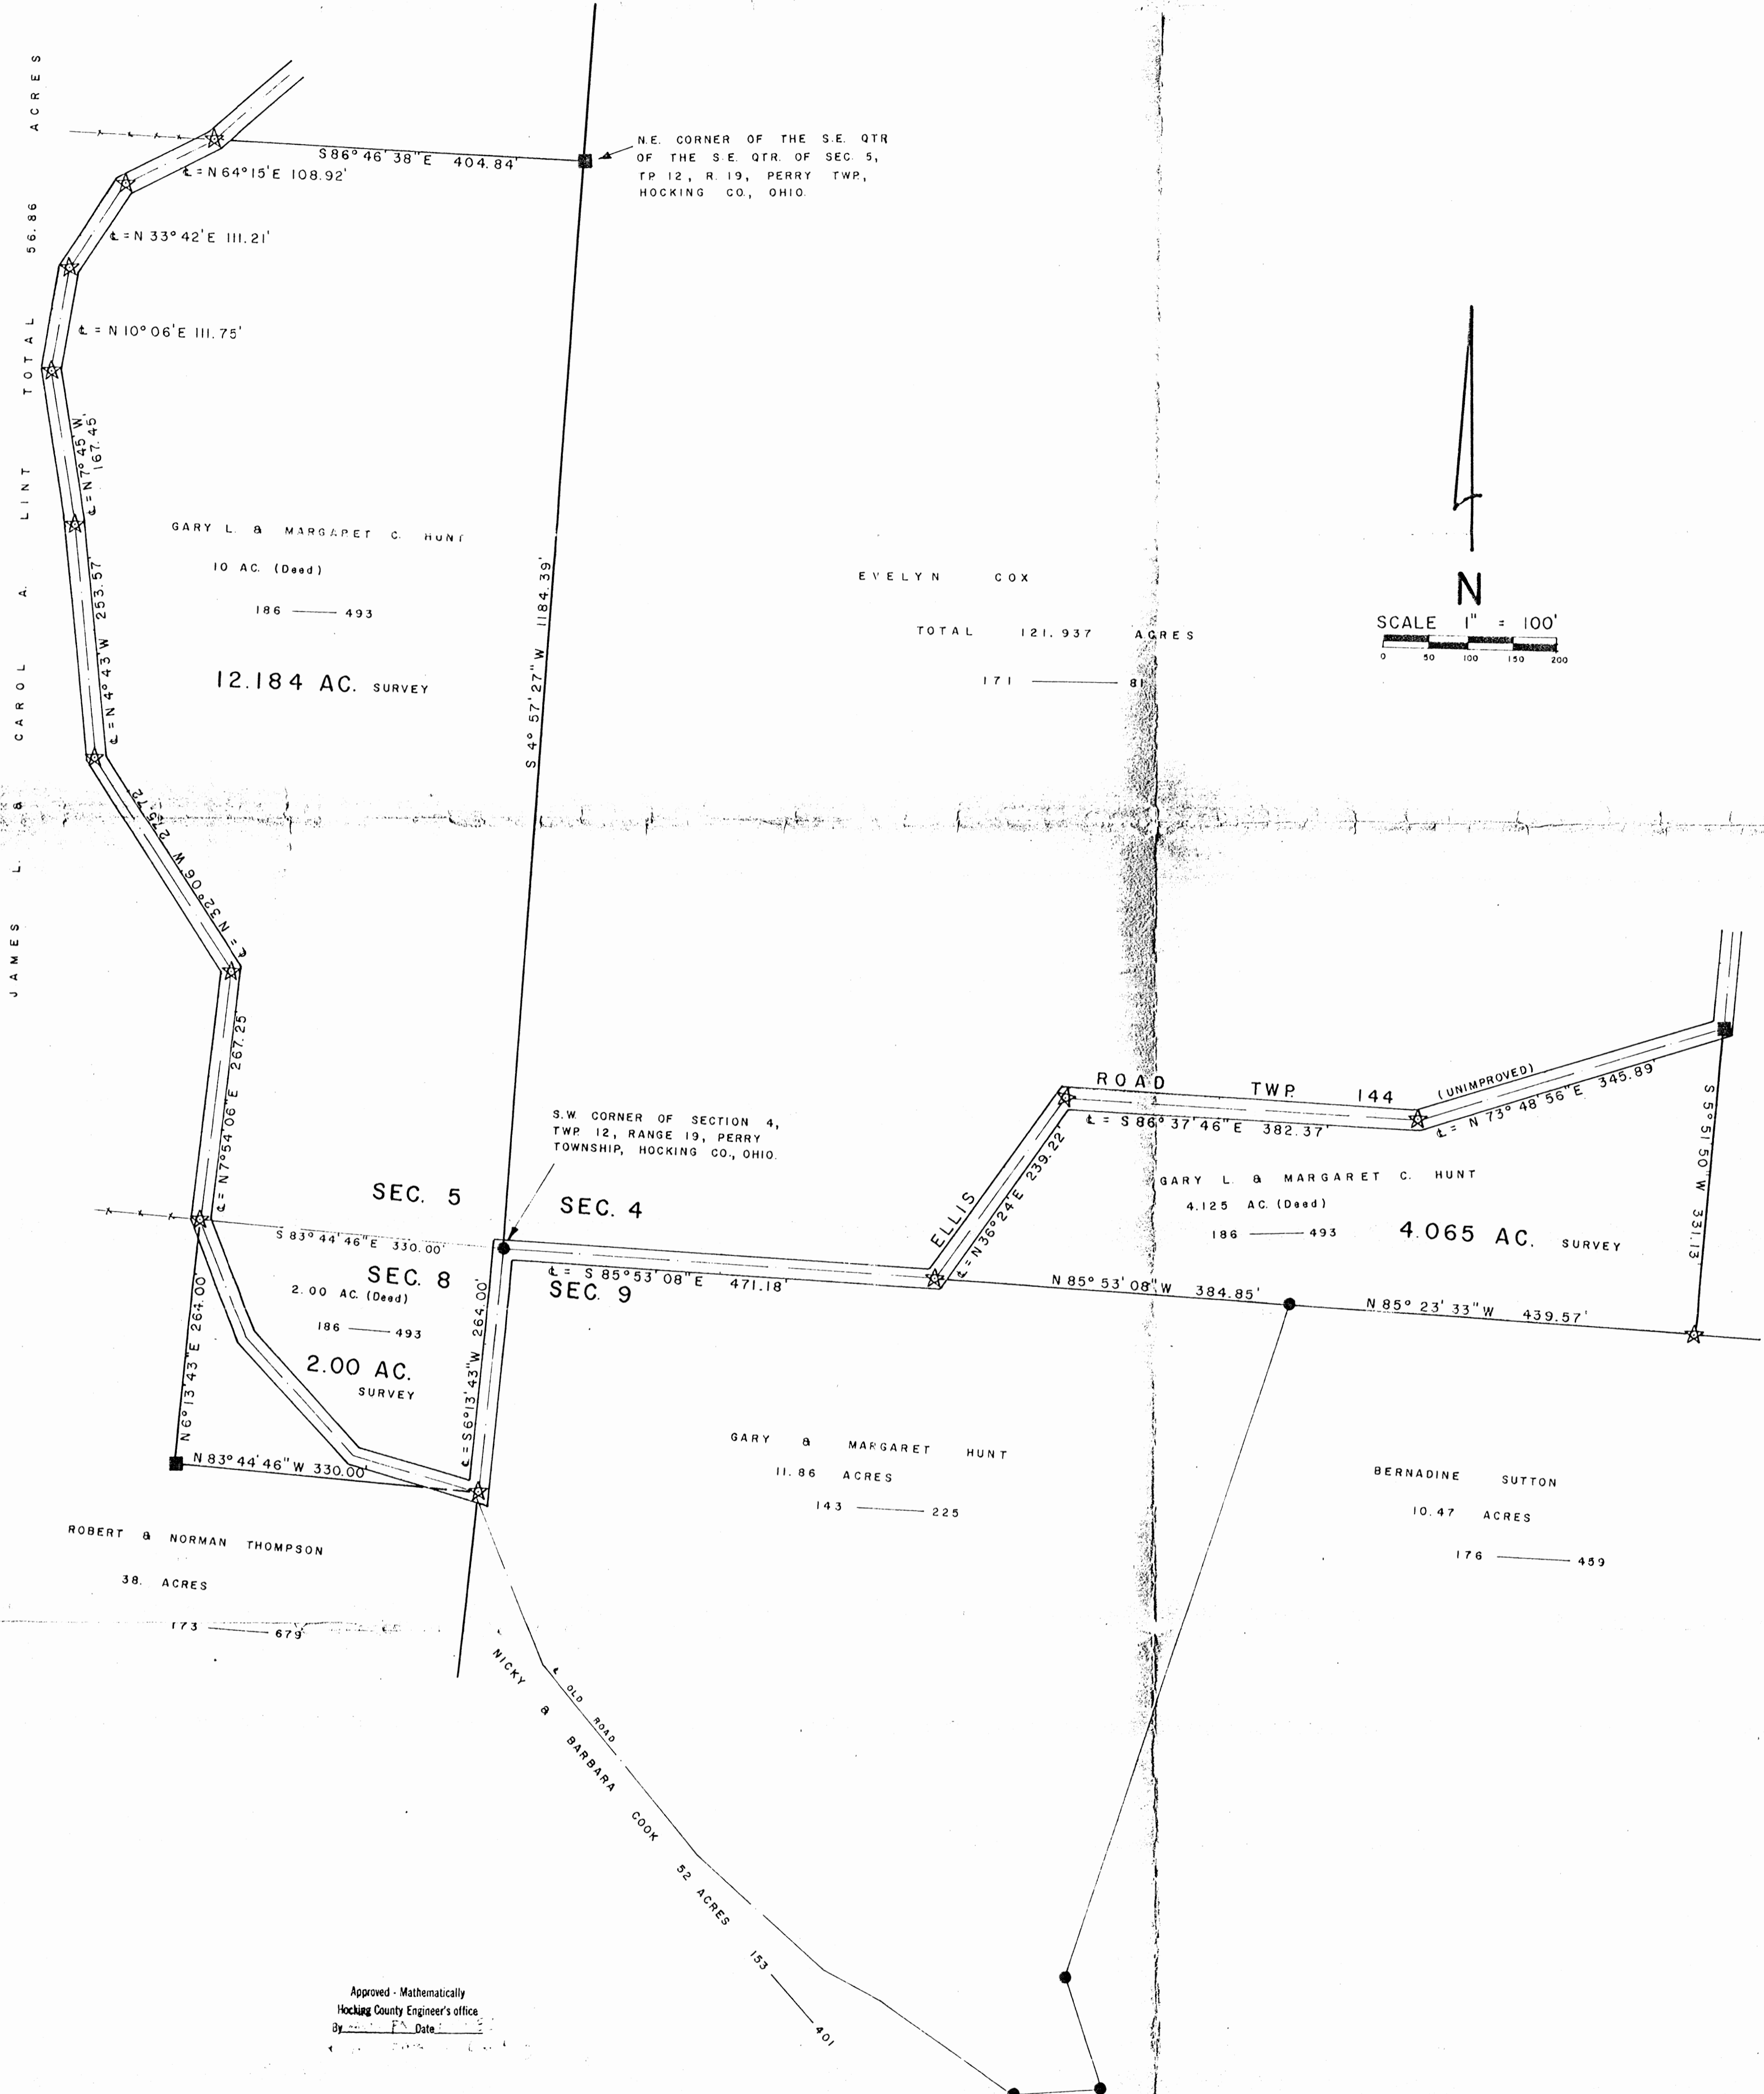 N.E. CORNER OF THE S.E. QTR
OF THE S.E. QTR. OF SEC. 5,
TP. 12, R. 19, PERRY TWP.,
HOCKING CO., OHIO.
S 86° 46' 38" E 404.84'
℄ = N 64° 15' E 108.92'
℄ = N 33° 42' E 111.21'
℄ = N 10° 06' E 111.75'
℄ = N 7° 45' W
167.45'
℄ = N 4° 43' W 253.57'
℄ = N 32° 06' W 275.72'
℄ = N 7° 54' 06" E 267.25'
JAMES L. & CAROL A. LINT TOTAL 56.86 ACRES
GARY L. & MARGARET C. HUNT
10 AC. (Deed)
186 — 493
12.184 AC. SURVEY
S 4° 57' 27" W 1184.39'
EVELYN COX
TOTAL 121.937 ACRES
171 — 81
N
SCALE 1" = 100'
0 50 100 150 200
S.W. CORNER OF SECTION 4,
TWP. 12, RANGE 19, PERRY
TOWNSHIP, HOCKING CO., OHIO.
SEC. 5
SEC. 4
S 83° 44' 46" E 330.00'
SEC. 8
SEC. 9
2.00 AC. (Deed)
186 — 493
2.00 AC.
SURVEY
N 6° 13' 43" E 264.00'
℄ = S 6° 13' 43" W 264.00'
N 83° 44' 46" W 330.00'
℄ = S 85° 53' 08" E 471.18'
ELLIS ROAD TWP. 144 (UNIMPROVED)
℄ = N 36° 24' E 239.22'
℄ = S 86° 37' 46" E 382.37'
℄ = N 73° 48' 56" E 345.89'
S 5° 51' 50" W 331.13'
GARY L. & MARGARET C. HUNT
4.125 AC. (Deed)
186 — 493
4.065 AC. SURVEY
N 85° 53' 08" W 384.85'
N 85° 23' 33" W 439.57'
GARY & MARGARET HUNT
11.86 ACRES
143 — 225
BERNADINE SUTTON
10.47 ACRES
176 — 459
ROBERT & NORMAN THOMPSON
38. ACRES
173 — 679
℄ OLD ROAD
NICKY & BARBARA COOK 52 ACRES 153 — 401
Approved - Mathematically
Hocking County Engineer's office
By Date